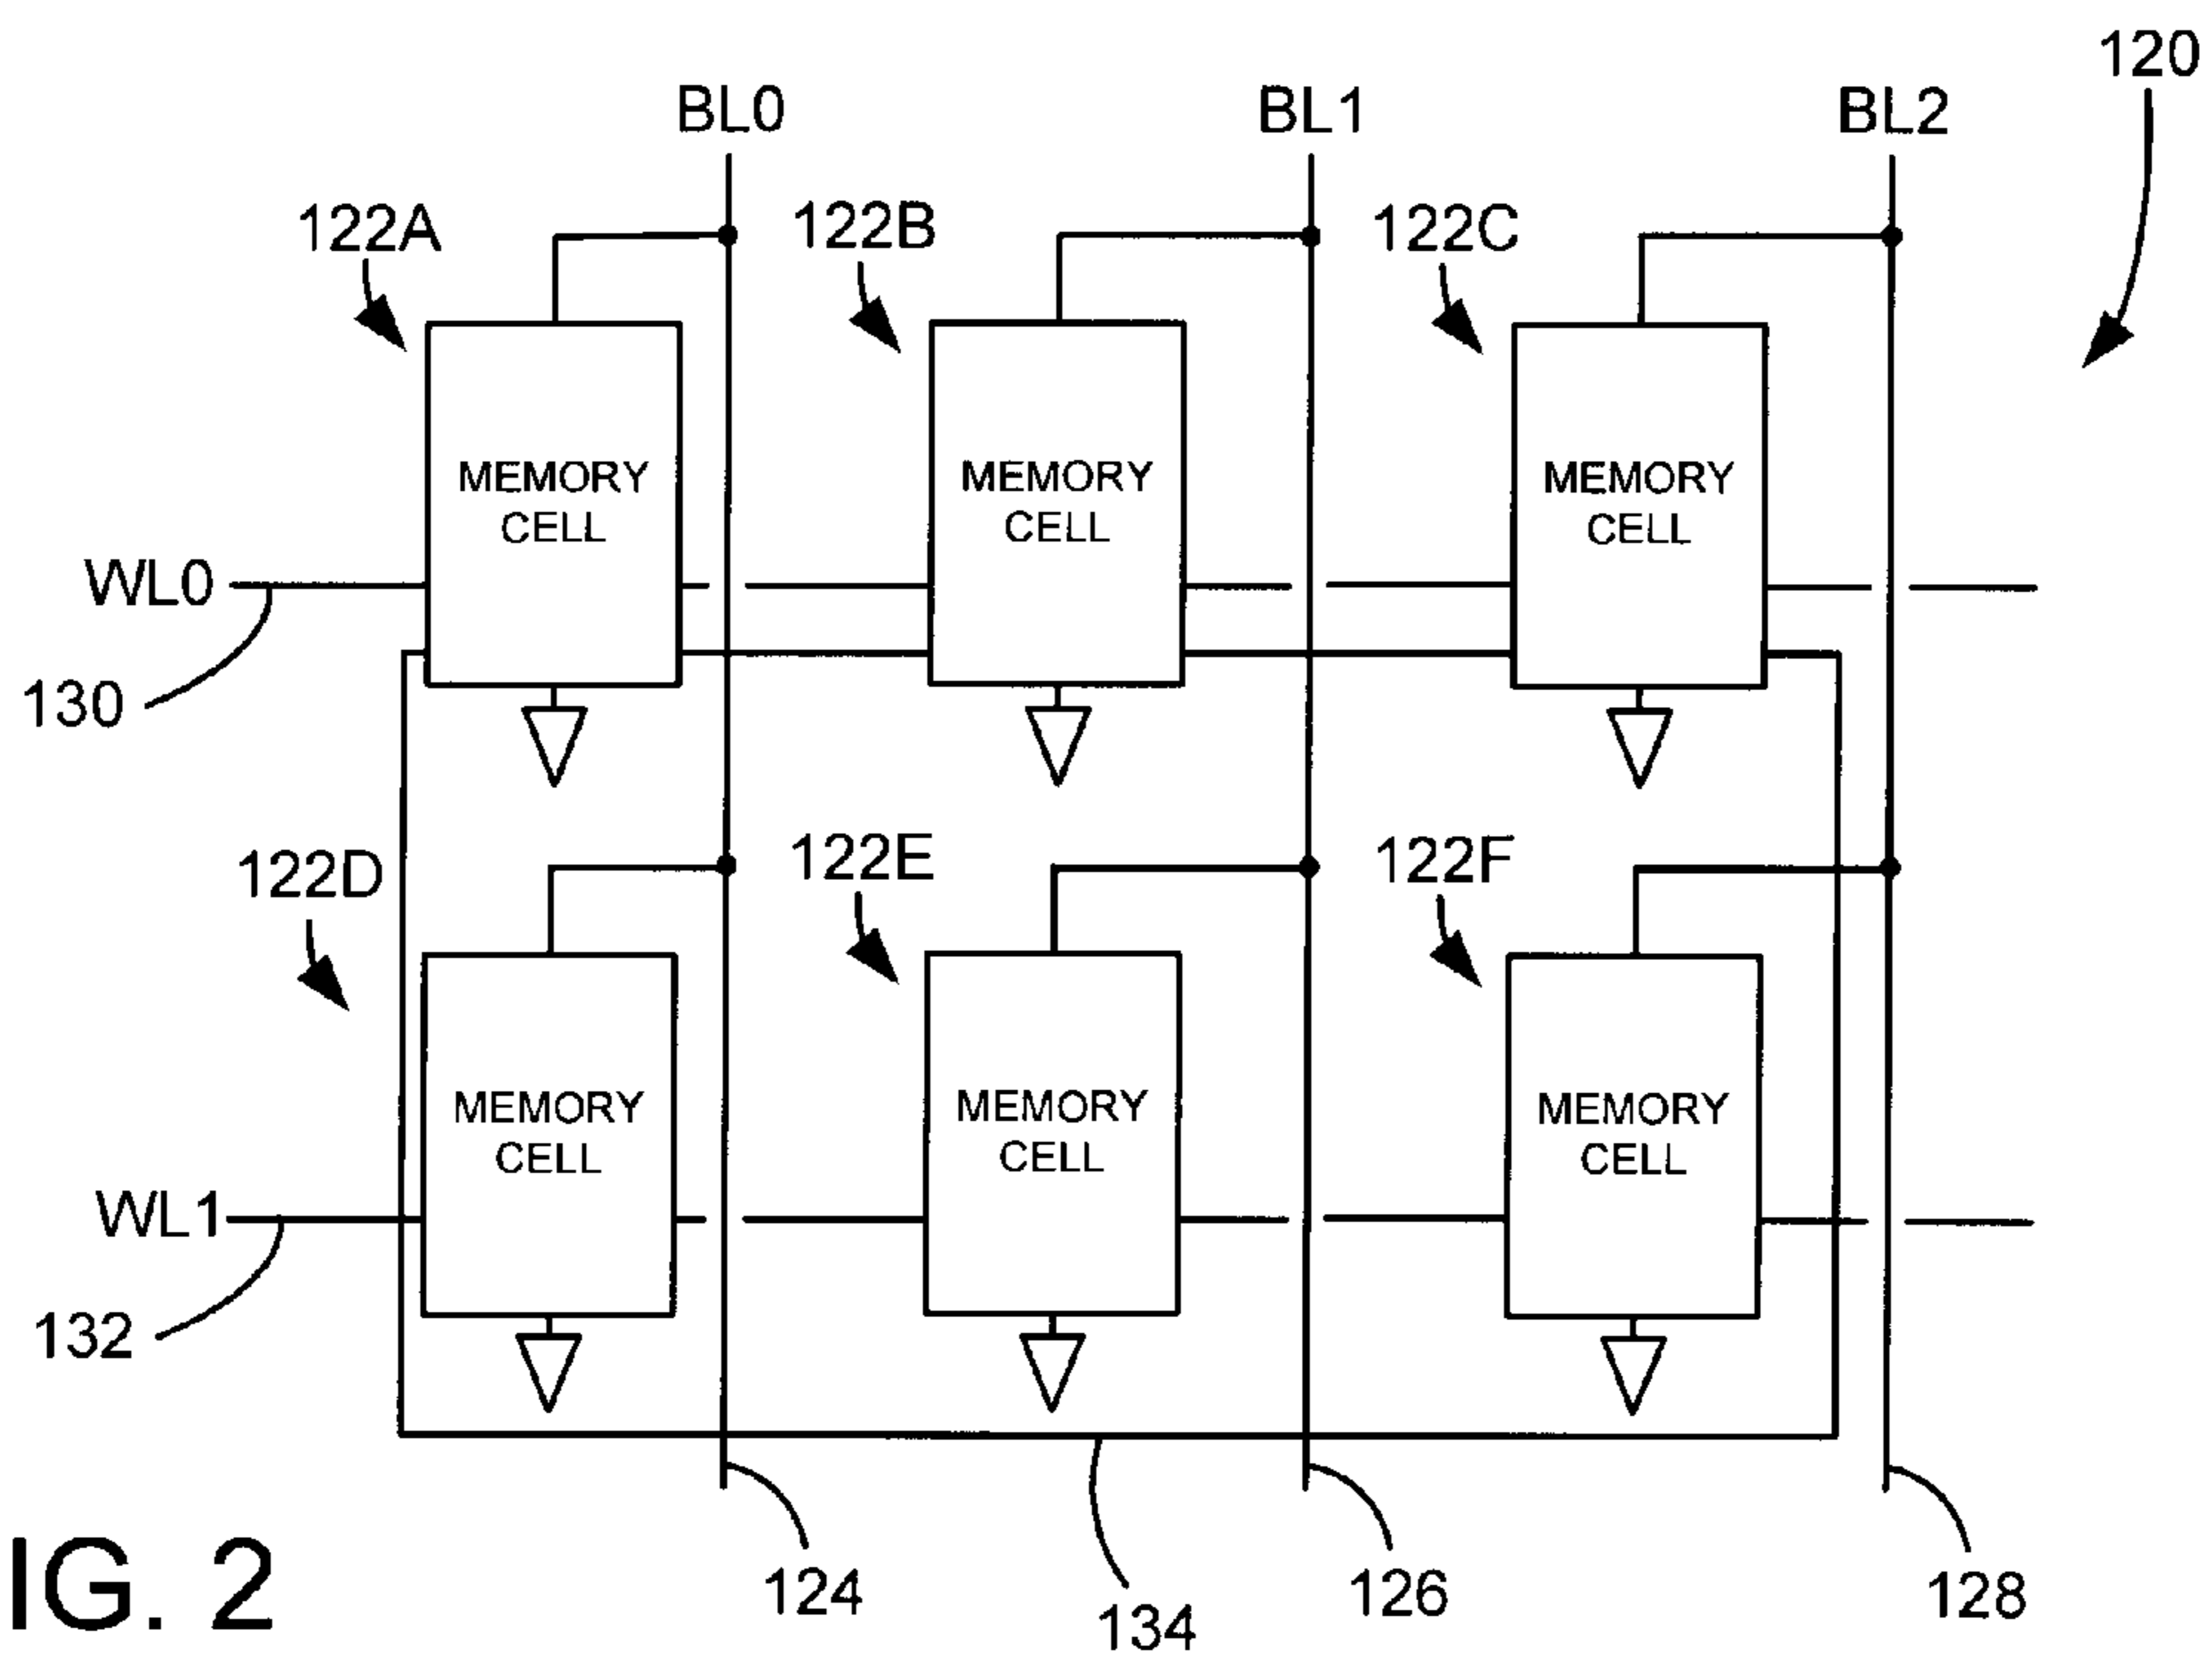 120
BL0 BL1 BL2
122A 122B 122C
MEMORY CELL
MEMORY CELL
MEMORY CELL
WL0
130
122D 122E 122F
MEMORY CELL
MEMORY CELL
MEMORY CELL
WL1
132
124 126 128
134
IG. 2